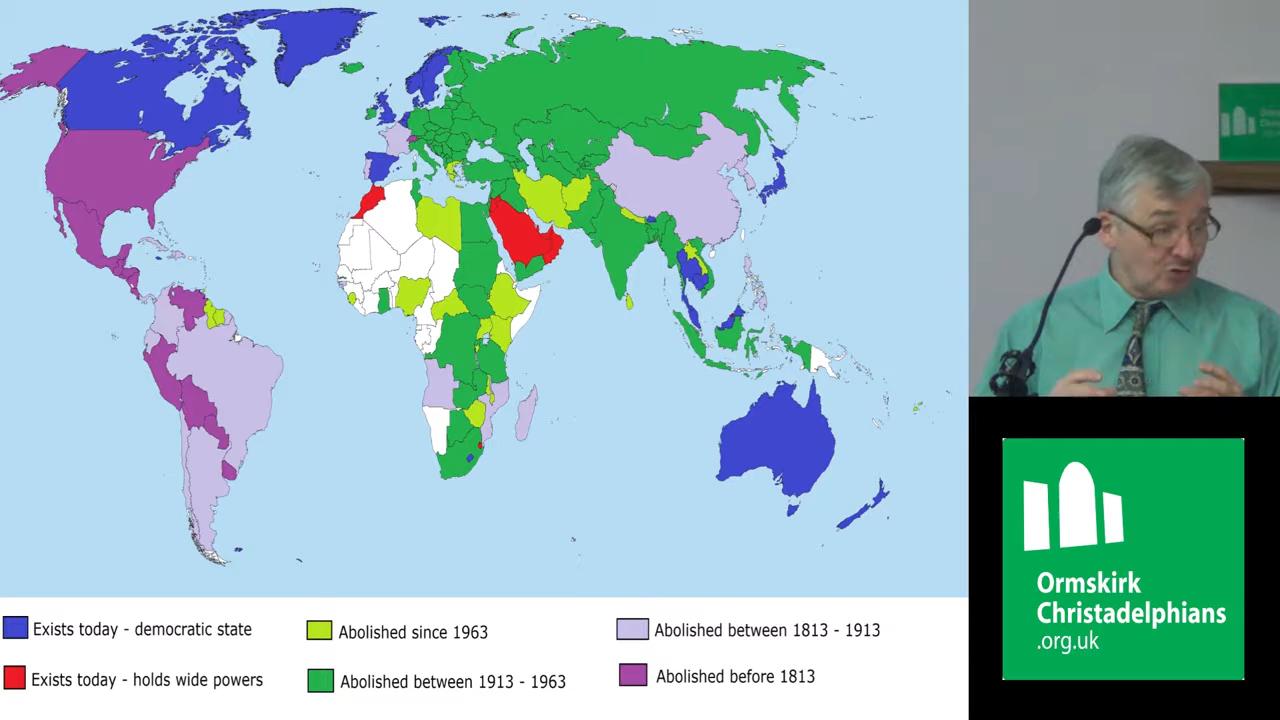 Exists today - democratic state
Abolished since 1963
Abolished between 1813 - 1913
Exists today - holds wide powers
Abolished between 1913 - 1963
Abolished before 1813
Ormskirk
Christadelphians
.org.uk